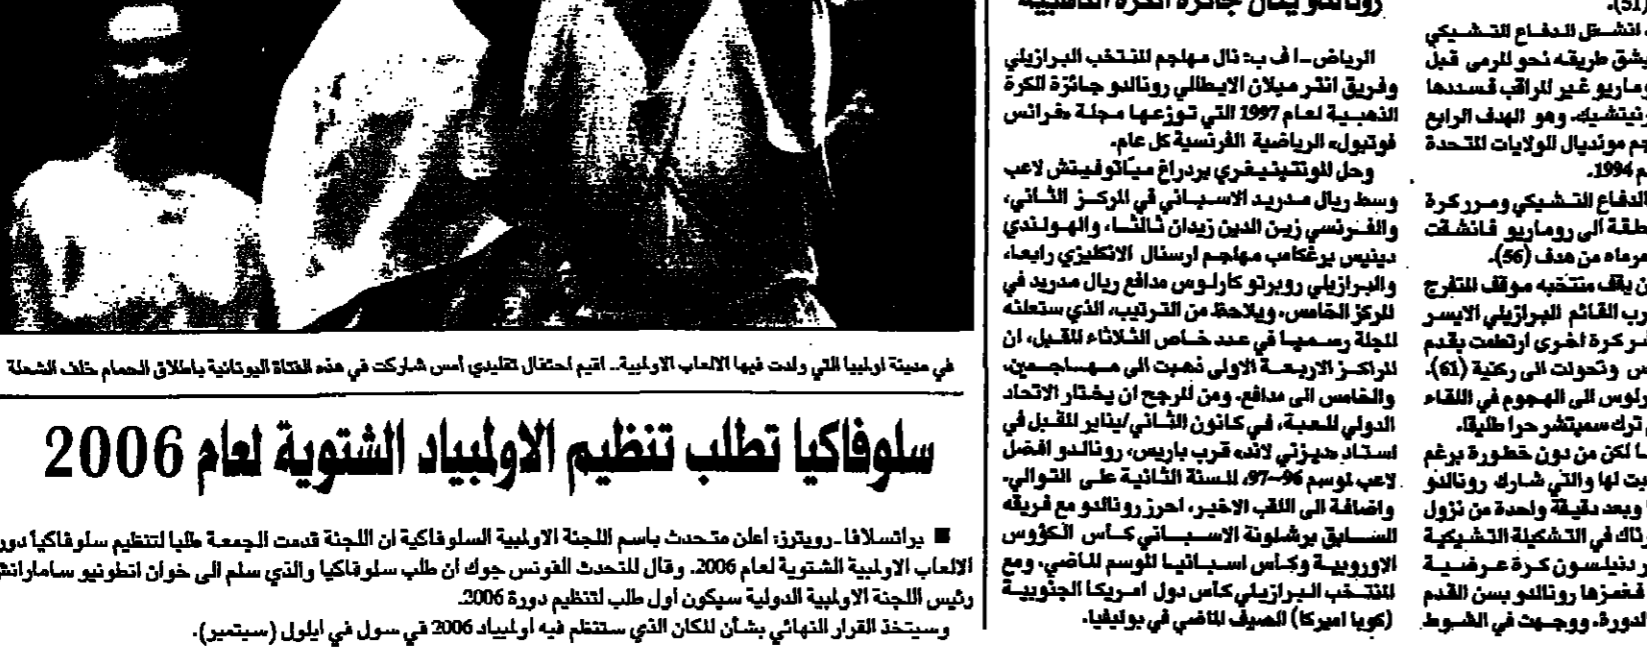 (51).
انشغل الدفاع التشيكي
يشق طريقه نحو المرمى قبل
وماريو غير المراقب فسددها
ونيتشيك. وهو الهدف الرابع
مونديال الولايات المتحدة
1994.
الدفاع التشيكي ومرر كرة
الى روماريو فانشقت
مرماه من هدف (56).
يقف منتخبه موقف المتفرج
القائم البرازيلي الايسر
كرة اخرى ارتطمت بقدم
وتحولت الى ركنية (61).
الى الهجوم في اللقاء
ترك سميتشر حرا طليقا.
لكن من دون خطورة برغم
لها والتي شارك رونالدو
وبعد دقيقة واحدة من نزول
في التشكيلة التشيكية
دنيلسون كرة عرضية
فغمزها رونالدو بسن القدم
الدورة. ووجهت في الشوط
رونالدو ينال جائزة الكرة الذهبية
الرياض ـ ا ف ب: نال مهاجم المنتخب البرازيلي
وفريق انتر ميلان الايطالي رونالدو جائزة الكرة
الذهبية لعام 1997 التي توزعها مجلة «فرانس
فوتبول» الرياضية الفرنسية كل عام.
وحل المونتينيغري بردراغ مياتوفيتش لاعب
وسط ريال مدريد الاسباني في المركز الثاني،
والفرنسي زين الدين زيدان ثالثا، والهولندي
دينيس برغكامب مهاجم ارسنال الانكليزي رابعا،
والبرازيلي روبرتو كارلوس مدافع ريال مدريد في
المركز الخامس. ويلاحظ من الترتيب، الذي ستعلنه
المجلة رسميا في عدد خاص الثلاثاء المقبل، ان
المراكز الاربعة الاولى ذهبت الى مهاجمين،
والخامس الى مدافع. ومن المرجح ان يختار الاتحاد
الدولي للعبة، في كانون الثاني/يناير المقبل في
استاد «ديزني لاند» قرب باريس، رونالدو افضل
لاعب لموسم 96-97، للسنة الثانية على التوالي.
واضافة الى اللقب الاخير، احرز رونالدو مع فريقه
السابق برشلونة الاسباني كأس الكؤوس
الاوروبية وكأس اسبانيا الموسم الماضي، ومع
المنتخب البرازيلي كأس دول امريكا الجنوبية
(كوبا اميركا) الصيف الماضي في بوليفيا.
في مدينة اولمبيا التي ولدت فيها الالعاب الاولمبية.. اقيم احتفال تقليدي أمس شاركت في هذه الفتاة اليونانية باطلاق الحمام خلف الشعلة
سلوفاكيا تطلب تنظيم الاولمبياد الشتوية لعام 2006
■ براتسلافا ـ رويترز: أعلن متحدث باسم اللجنة الاولمبية السلوفاكية ان اللجنة قدمت الجمعة طلبا لتنظيم سلوفاكيا
الالعاب الاولمبية الشتوية لعام 2006. وقال المتحدث الفونس جوك ان طلب سلوفاكيا والذي سلم الى خوان انطونيو
رئيس اللجنة الاولمبية الدولية سيكون أول طلب لتنظيم دورة 2006.
وسيتخذ القرار النهائي بشأن المكان الذي ستنظم فيه اولمبياد 2006 في سول في ايلول (سبتمبر).